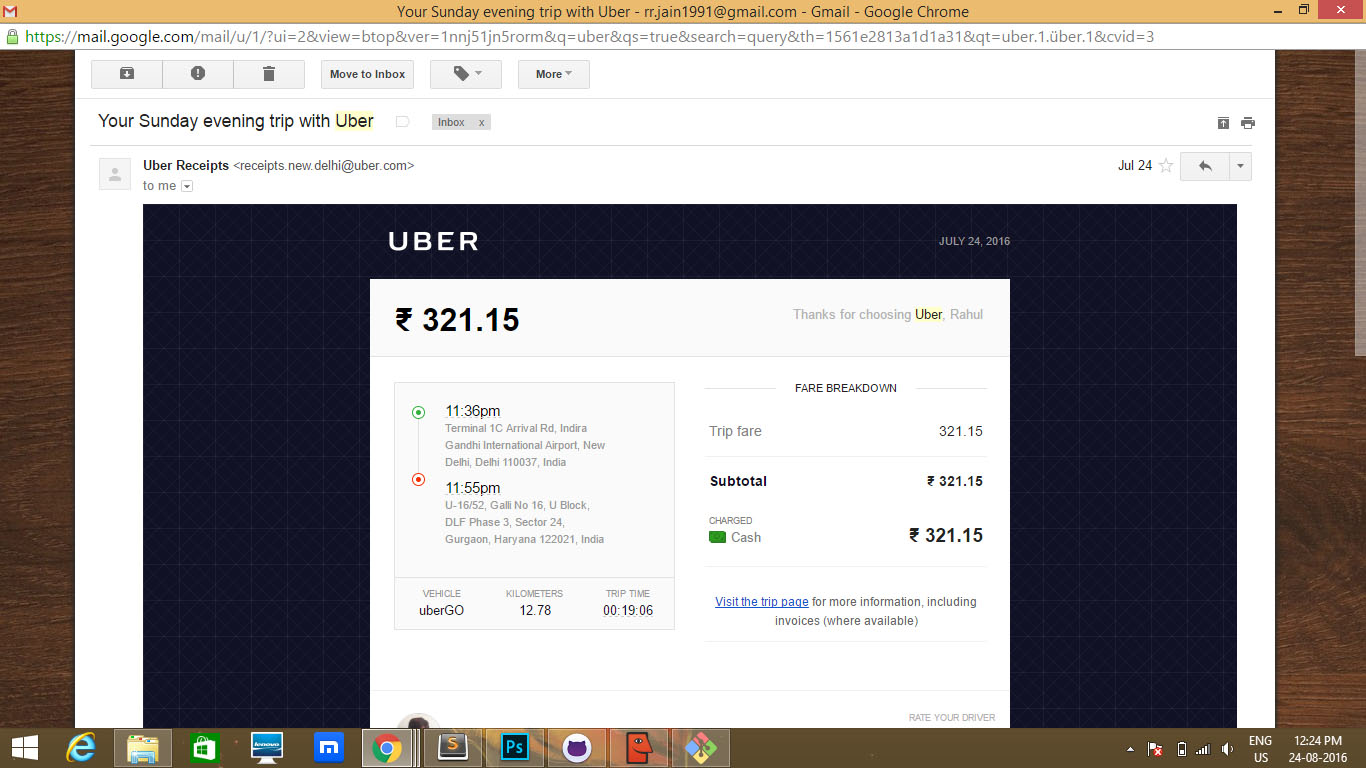 Your Sunday evening trip with Uber - rr.jain1991@gmail.com - Gmail - Google Chrome
https://mail.google.com/mail/u/1/?ui=2&view=btop&ver=1nnj51jn5rorm&q=uber&qs=true&search=query&th=1561e2813a1d1a31&qt=uber.1.über.1&cvid=3
Move to Inbox
More
Your Sunday evening trip with Uber
Inbox x
Uber Receipts <receipts.new.delhi@uber.com>
Jul 24
to me
UBER
JULY 24, 2016
₹ 321.15
Thanks for choosing Uber, Rahul
11:36pm
Terminal 1C Arrival Rd, Indira
Gandhi International Airport, New
Delhi, Delhi 110037, India
11:55pm
U-16/52, Galli No 16, U Block,
DLF Phase 3, Sector 24,
Gurgaon, Haryana 122021, India
VEHICLE KILOMETERS TRIP TIME
uberGO 12.78 00:19:06
FARE BREAKDOWN
Trip fare 321.15
Subtotal ₹ 321.15
CHARGED
Cash ₹ 321.15
Visit the trip page for more information, including
invoices (where available)
RATE YOUR DRIVER
lenovo
m
S
Ps
ENG 12:24 PM
US 24-08-2016